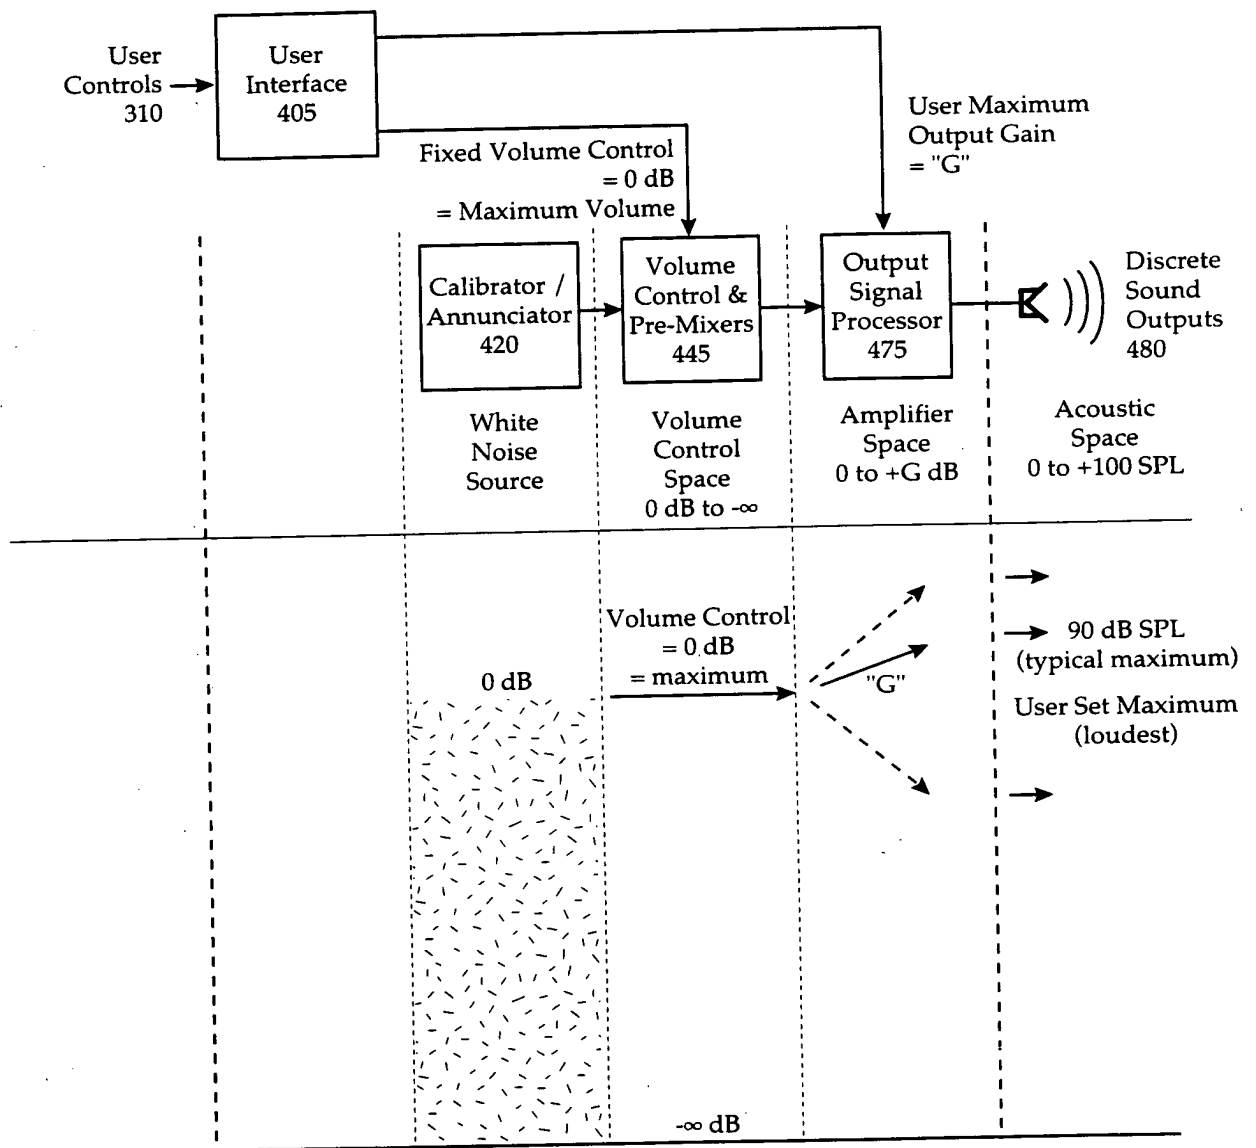 User
Controls
310
User
Interface
405
User Maximum
Output Gain
= "G"
Fixed Volume Control
= 0 dB
= Maximum Volume
Calibrator /
Annunciator
420
Volume
Control &
Pre-Mixers
445
Output
Signal
Processor
475
Discrete
Sound
Outputs
480
White
Noise
Source
Volume
Control
Space
0 dB to -∞
Amplifier
Space
0 to +G dB
Acoustic
Space
0 to +100 SPL
0 dB
Volume Control
= 0 dB
= maximum
"G"
90 dB SPL
(typical maximum)
User Set Maximum
(loudest)
-∞ dB